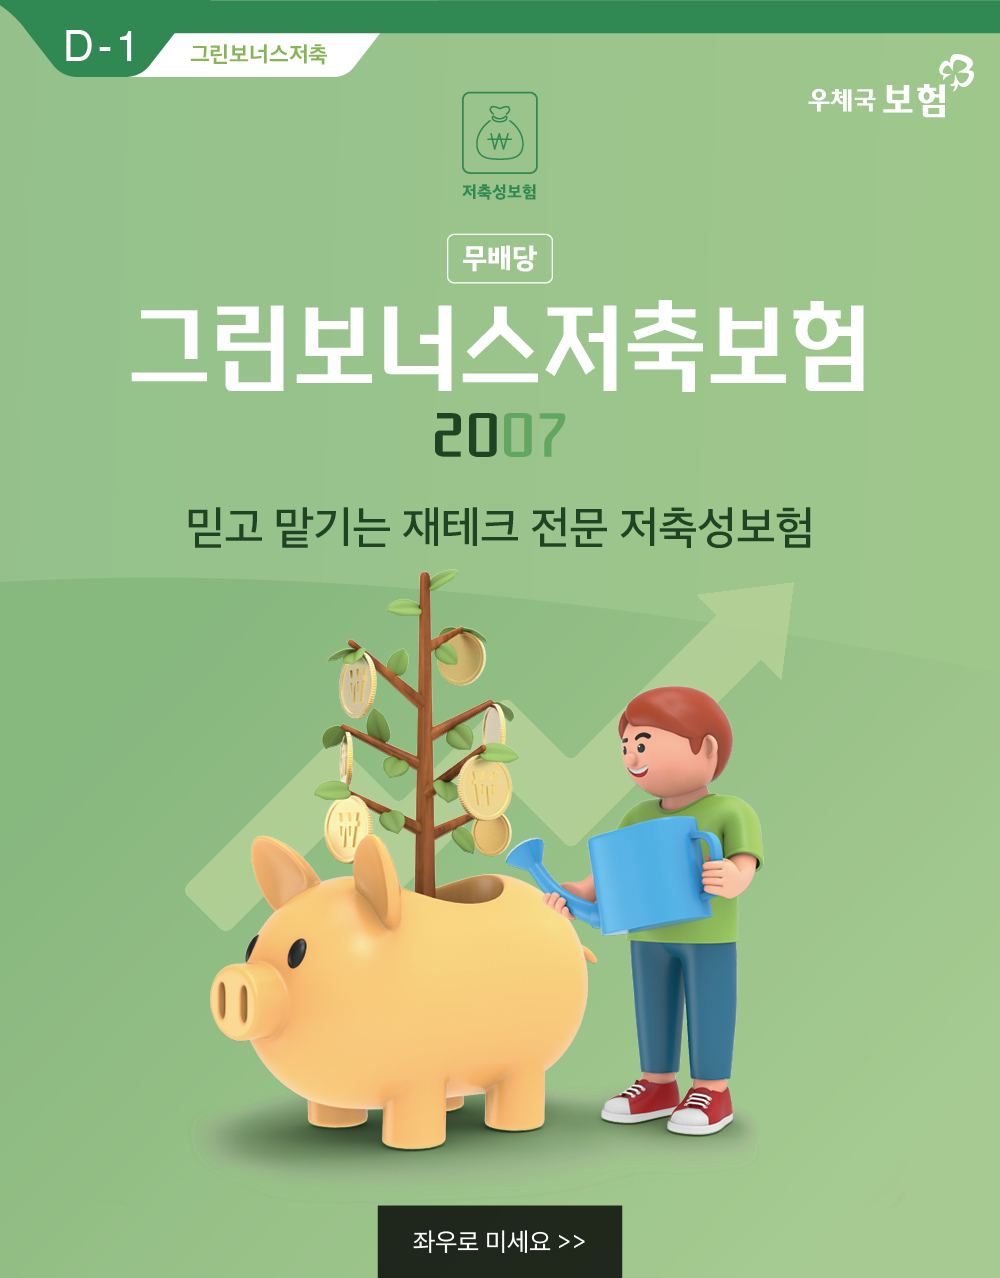 D-1
그린보너스저축
우체국 보험
저축성보험
무배당
그린보너스저축보험
2007
믿고 맡기는 재테크 전문 저축성보험
좌우로 미세요 >>